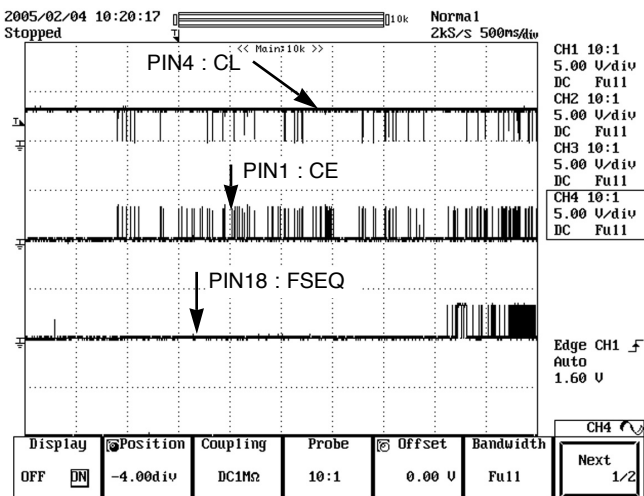 2005/02/04 10:20:17
Stopped
10k
Normal
2kS/s 500ms/div
<< Main:10k >>
PIN4 : CL
CH1 10:1
5.00 V/div
DC Full
CH2 10:1
5.00 V/div
DC Full
CH3 10:1
5.00 V/div
DC Full
CH4 10:1
5.00 V/div
DC Full
PIN1 : CE
PIN18 : FSEQ
Edge CH1
Auto
1.60 V
CH4
Display
OFF ON
Position
-4.00div
Coupling
DC1MΩ
Probe
10:1
Offset
0.00 V
Bandwidth
Full
Next
1/2